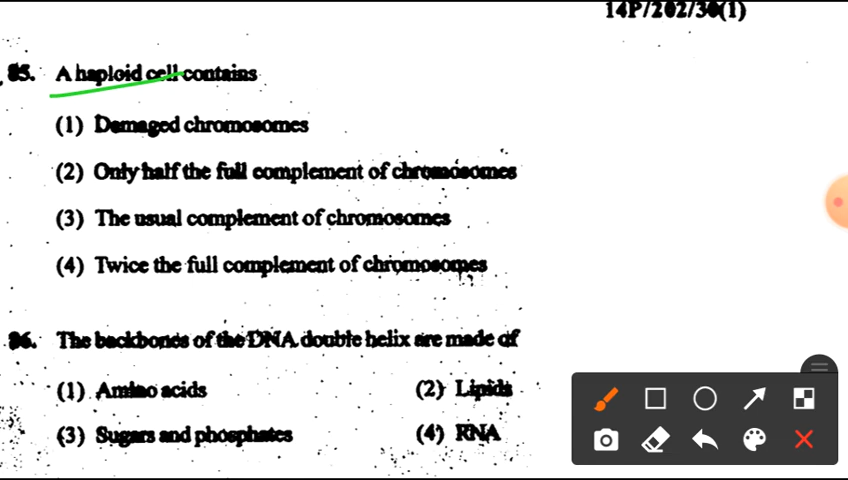 14P/202/30(1)
85. A haploid cell contains
(1) Damaged chromosomes
(2) Only half the full complement of chromosomes
(3) The usual complement of chromosomes
(4) Twice the full complement of chromosomes
86. The backbones of the DNA double helix are made of
(1) Amino acids
(2) Lipids
(3) Sugars and phosphates
(4) RNA